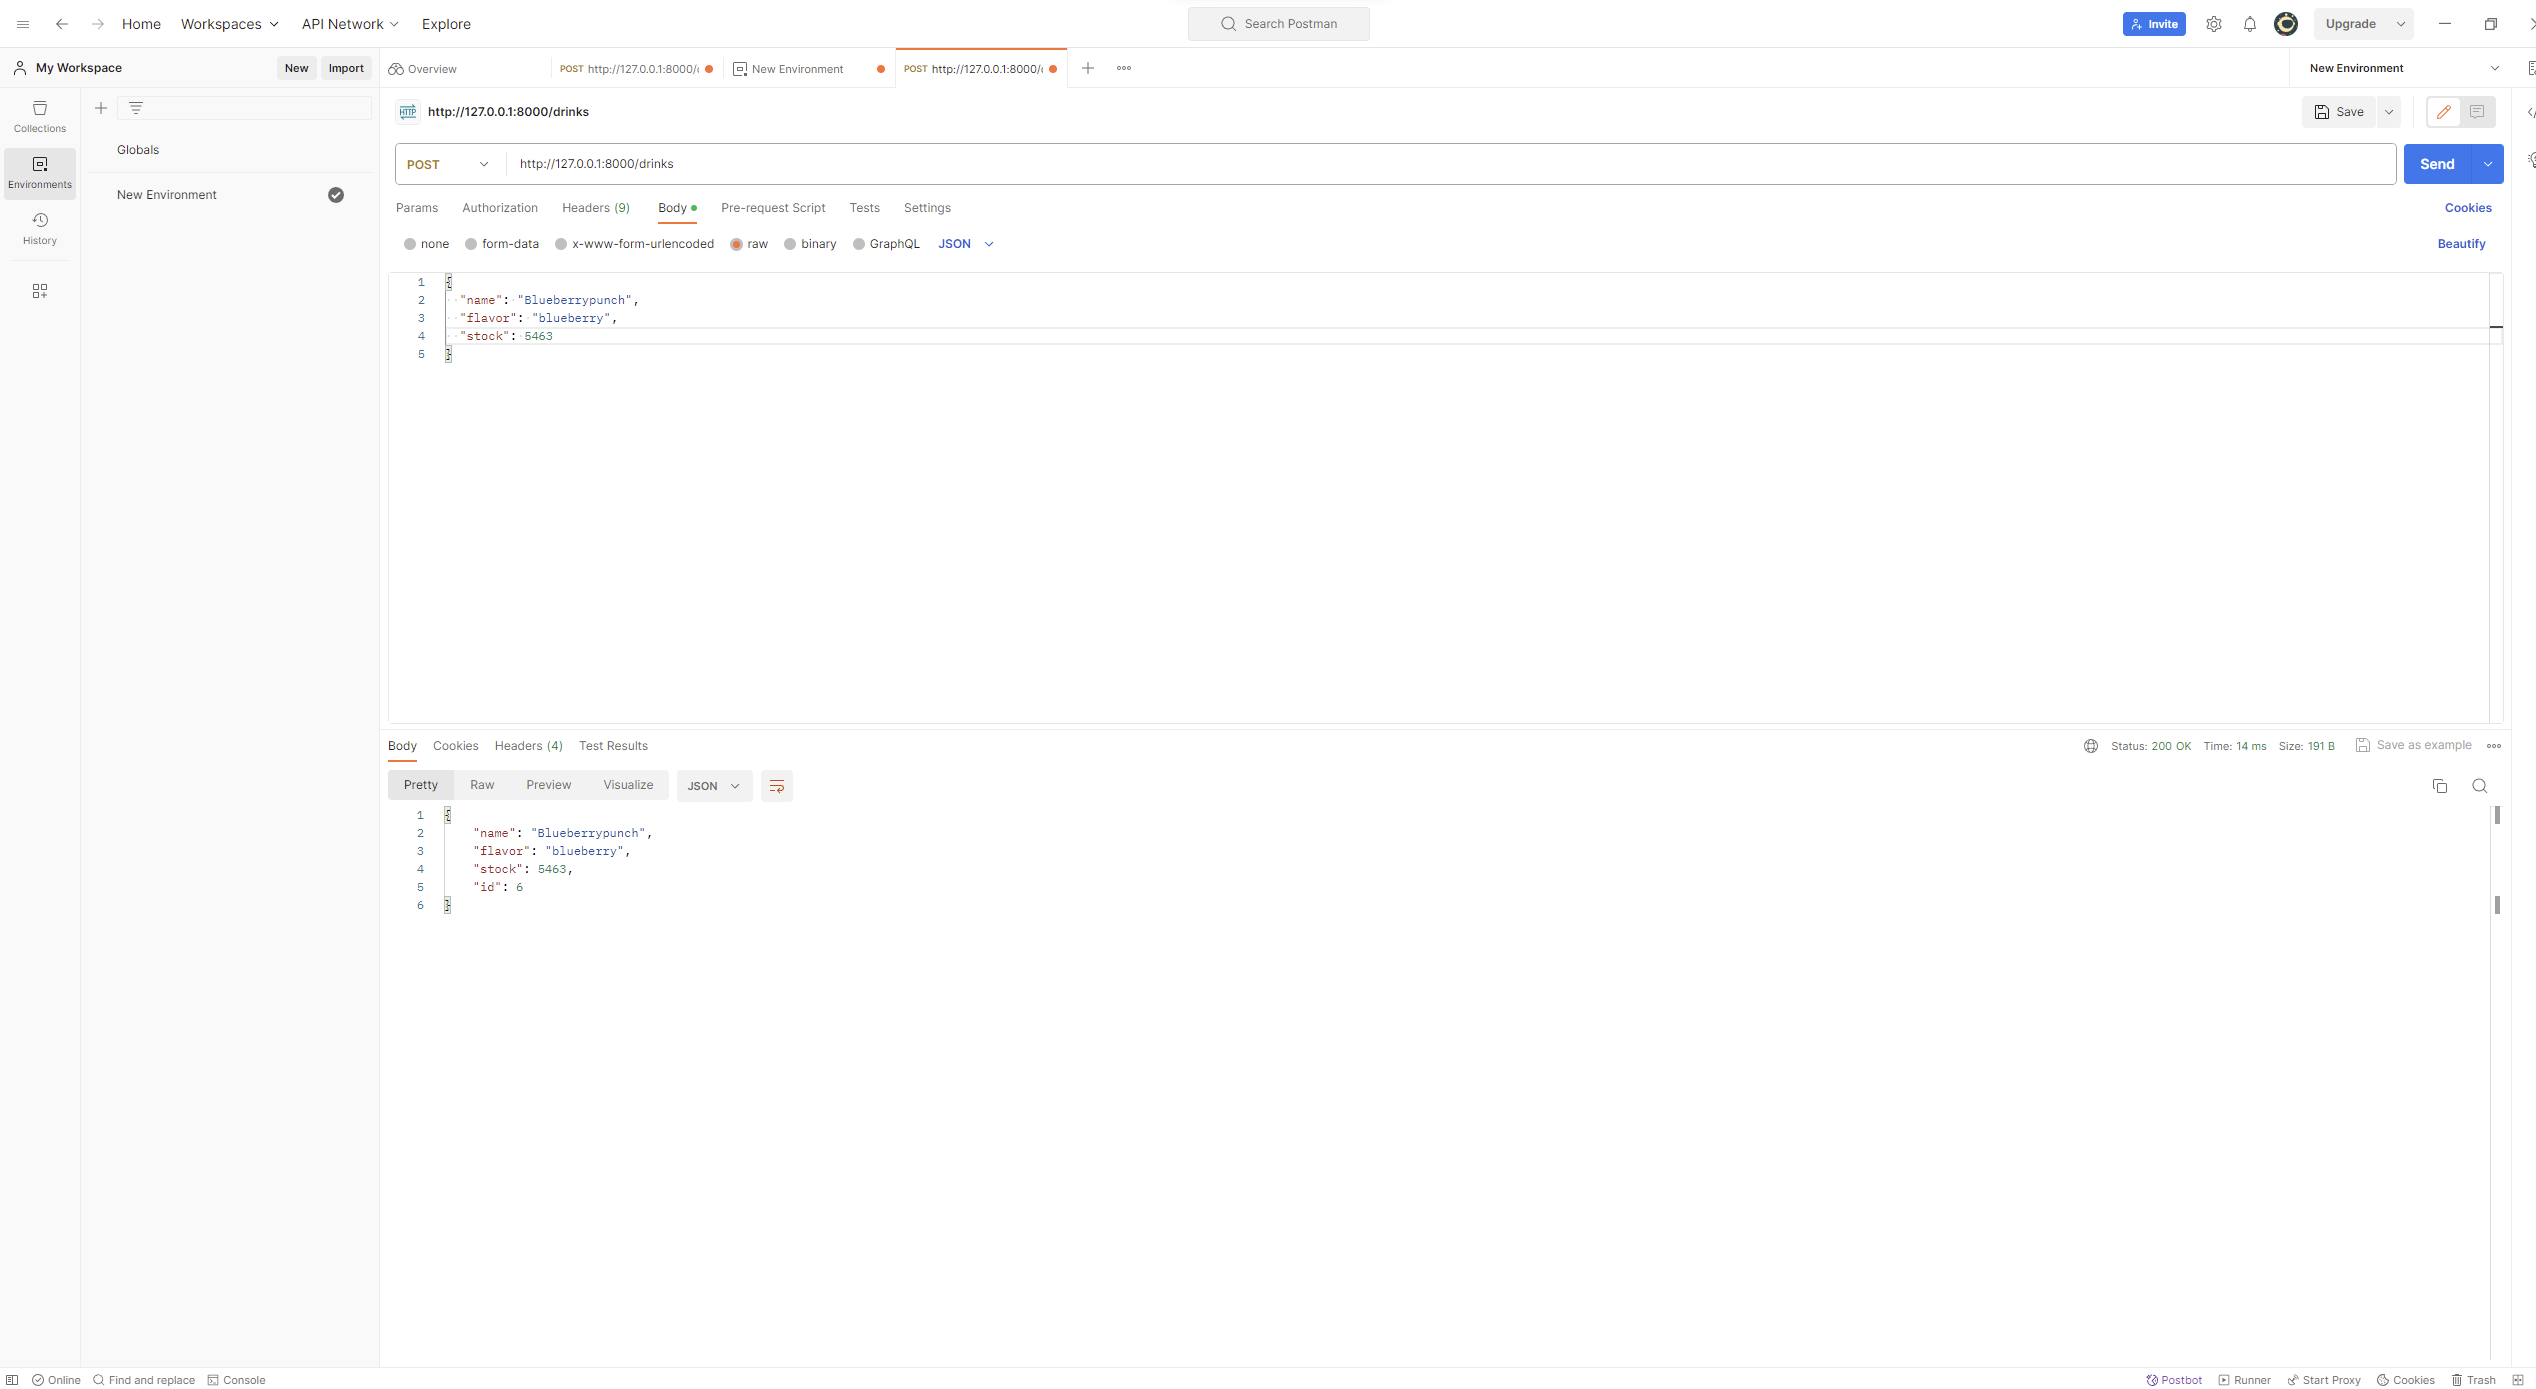 Home Workspaces API Network Explore Search Postman Invite Upgrade
My Workspace New Import Overview POST http://127.0.0.1:8000/ New Environment POST http://127.0.0.1:8000/ New Environment
Collections
Environments
History
Globals
New Environment
HTTP http://127.0.0.1:8000/drinks Save
POST http://127.0.0.1:8000/drinks Send
Params Authorization Headers (9) Body Pre-request Script Tests Settings Cookies
none form-data x-www-form-urlencoded raw binary GraphQL JSON Beautify
1 {
2 "name": "Blueberrypunch",
3 "flavor": "blueberry",
4 "stock": 5463
5 }
Body Cookies Headers (4) Test Results Status: 200 OK Time: 14 ms Size: 191 B Save as example
Pretty Raw Preview Visualize JSON
1 {
2 "name": "Blueberrypunch",
3 "flavor": "blueberry",
4 "stock": 5463,
5 "id": 6
6 }
Online Find and replace Console Postbot Runner Start Proxy Cookies Trash